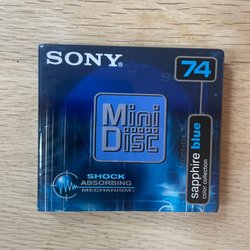 SONY®
74
Mini
Disc
SHOCK
ABSORBING
MECHANISM
sapphire blue
color collection